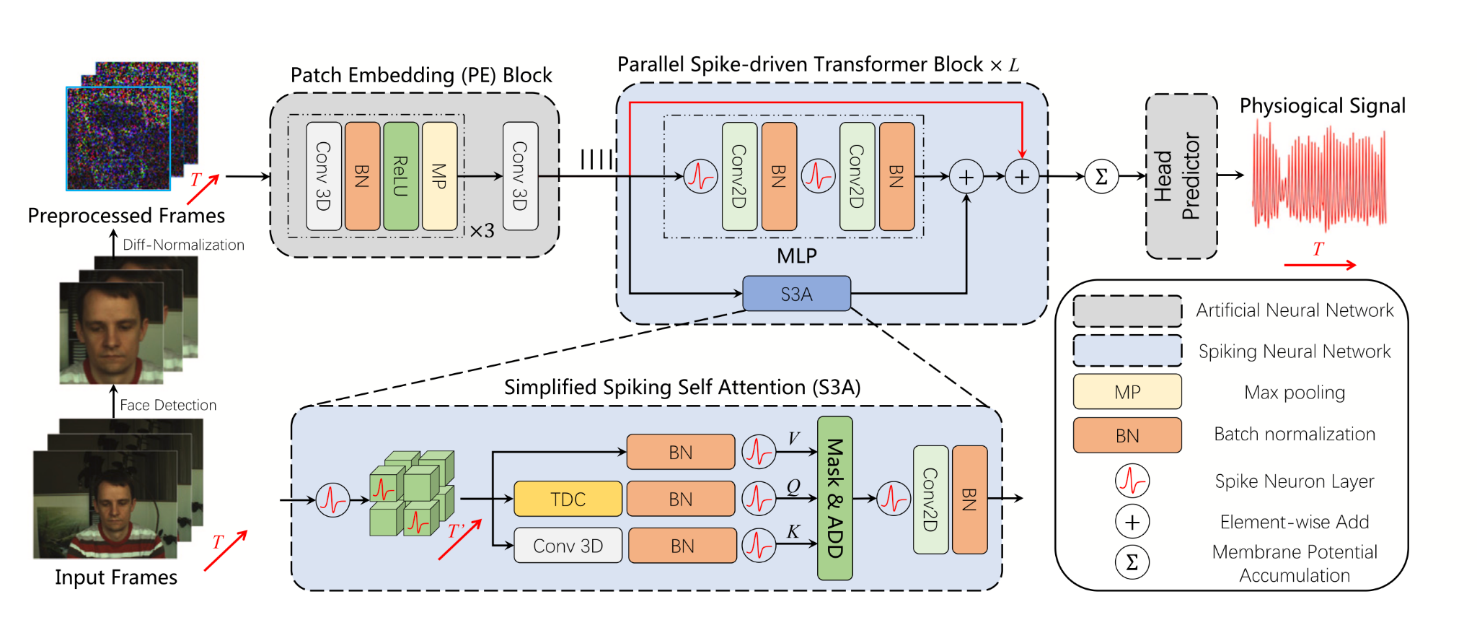 Patch Embedding (PE) Block
Conv 3D
BN
ReLU
MP
×3
Conv 3D
Parallel Spike-driven Transformer Block × L
Conv2D
BN
Conv2D
BN
MLP
S3A
+
+
Σ
Head
Predictor
Physiogical Signal
T
T
Preprocessed Frames
Diff-Normalization
Face Detection
T
Input Frames
Simplified Spiking Self Attention (S3A)
T'
BN
V
TDC
BN
Q
Conv 3D
BN
K
Mask & ADD
Conv2D
BN
Artificial Neural Network
Spiking Neural Network
MP
Max pooling
BN
Batch normalization
Spike Neuron Layer
+
Element-wise Add
Σ
Membrane Potential
Accumulation